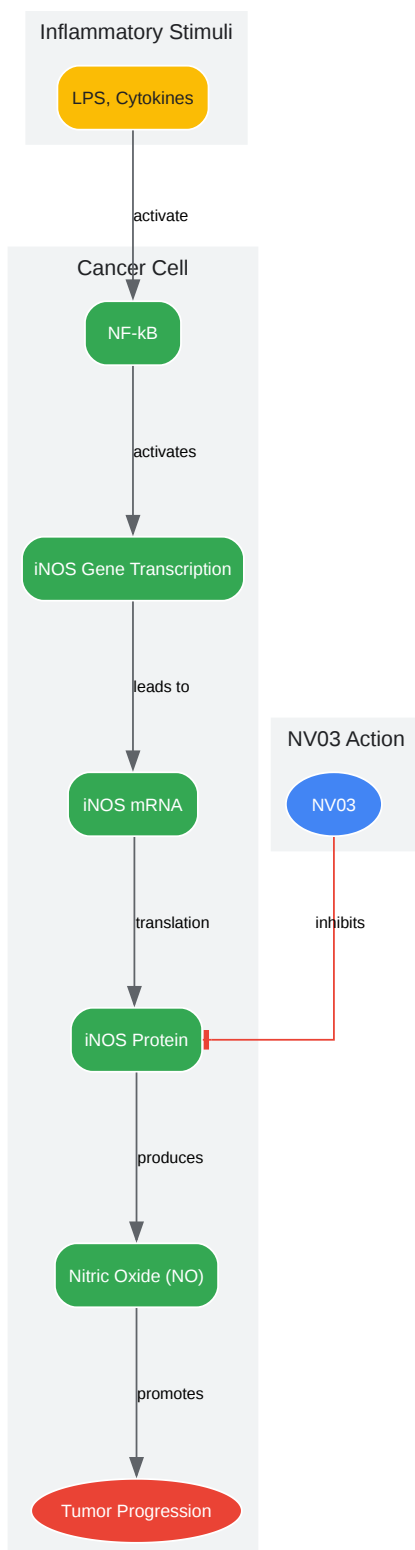 Inflammatory Stimuli
LPS, Cytokines
activate
Cancer Cell
NF-kB
activates
iNOS Gene Transcription
leads to
NV03 Action
iNOS mRNA
NV03
translation
inhibits
iNOS Protein
produces
Nitric Oxide (NO)
promotes
Tumor Progression